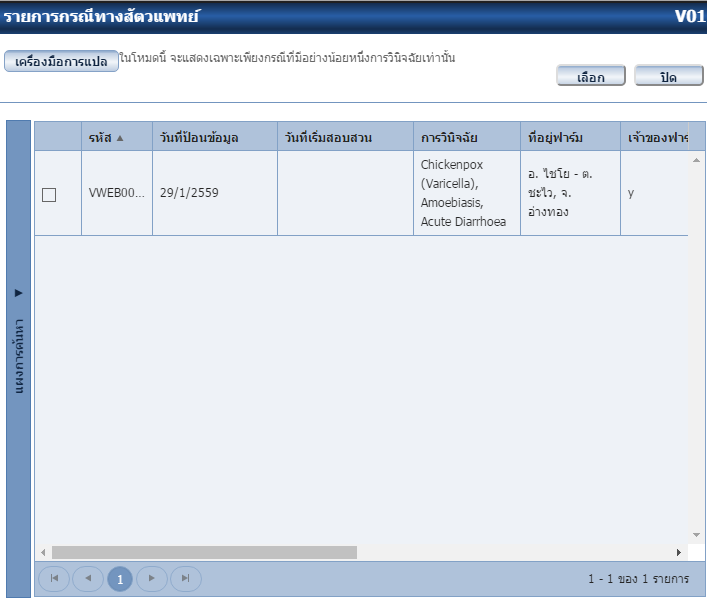 รายการกรณีทางสัตวแพทย์ V01
เครื่องมือการแปล ในโหมดนี้ จะแสดงเฉพาะเพียงกรณีที่มีอย่างน้อยหนึ่งการวินิจฉัยเท่านั้น
เลือก ปิด
รหัส ▲ วันที่ป้อนข้อมูล วันที่เริ่มสอบสวน การวินิจฉัย ที่อยู่ฟาร์ม เจ้าของฟาร์
VWEB00... 29/1/2559
Chickenpox
(Varicella),
Amoebiasis,
Acute Diarrhoea
อ. ไชโย - ต.
ชะไว, จ.
อ่างทอง
y
แผงการค้นหา
1
1 - 1 ของ 1 รายการ